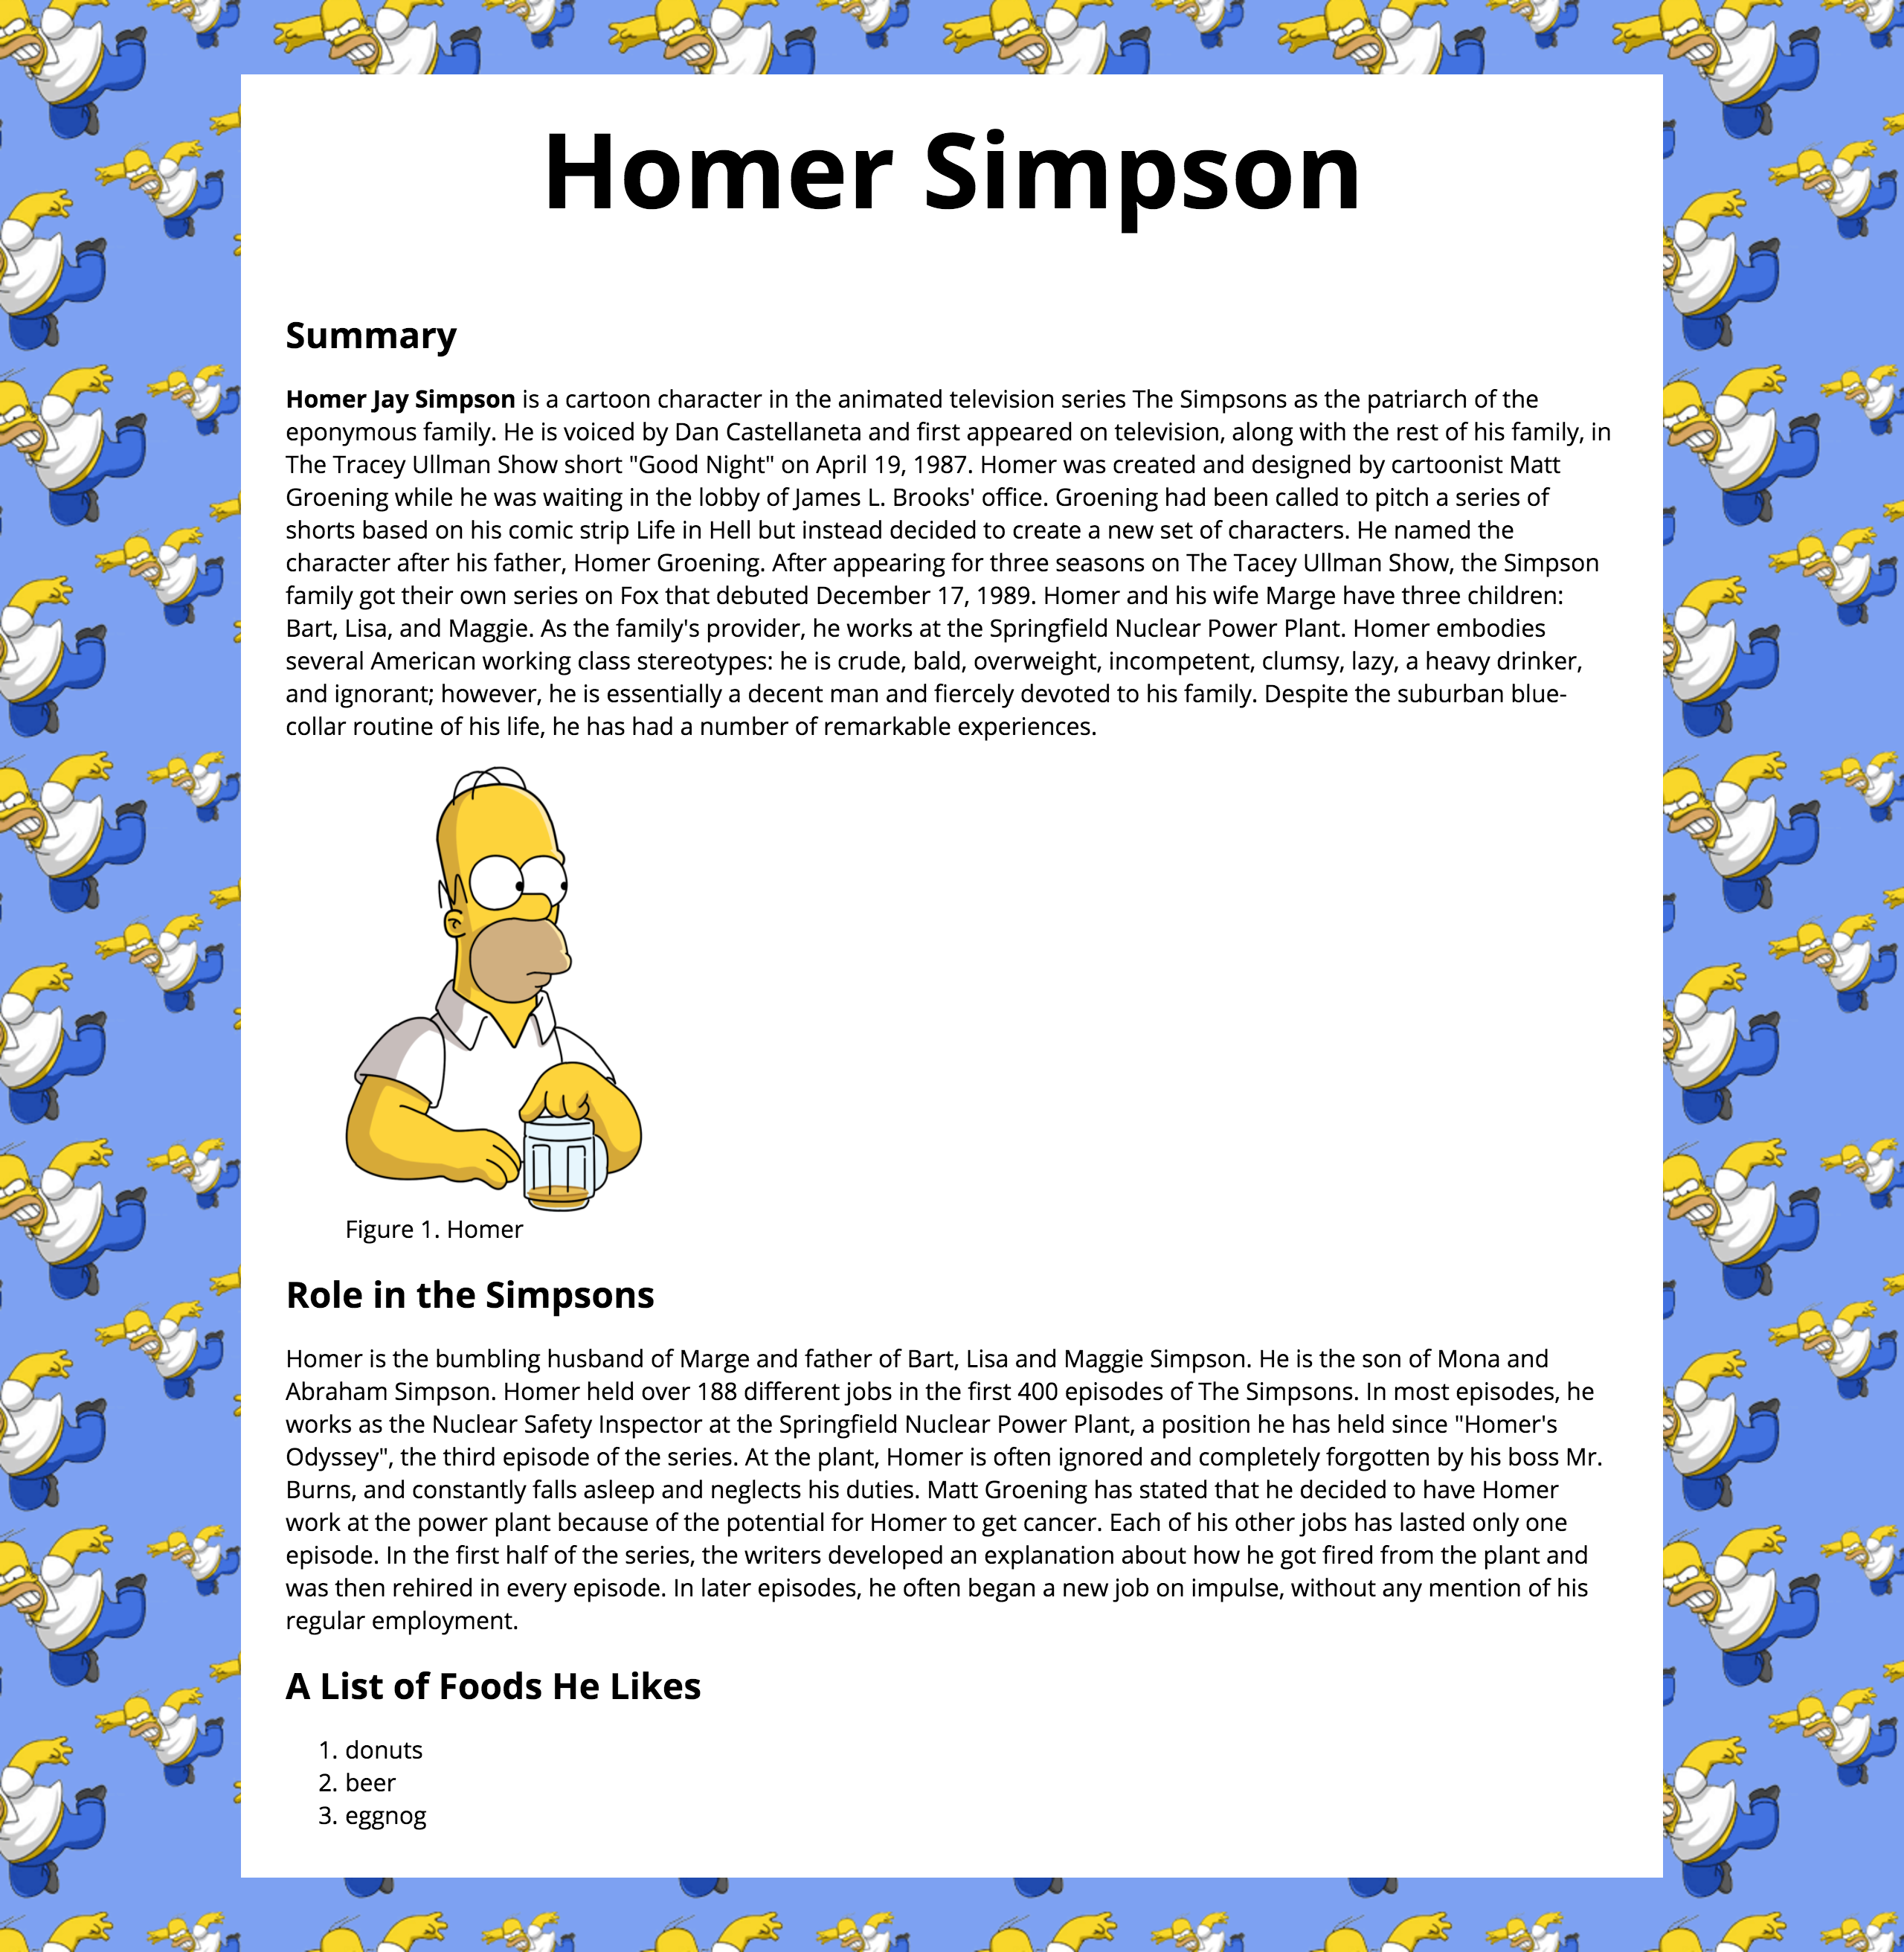 Homer Simpson
Summary
Homer Jay Simpson is a cartoon character in the animated television series The Simpsons as the patriarch of the
eponymous family. He is voiced by Dan Castellaneta and first appeared on television, along with the rest of his family, in
The Tracey Ullman Show short "Good Night" on April 19, 1987. Homer was created and designed by cartoonist Matt
Groening while he was waiting in the lobby of James L. Brooks' office. Groening had been called to pitch a series of
shorts based on his comic strip Life in Hell but instead decided to create a new set of characters. He named the
character after his father, Homer Groening. After appearing for three seasons on The Tacey Ullman Show, the Simpson
family got their own series on Fox that debuted December 17, 1989. Homer and his wife Marge have three children:
Bart, Lisa, and Maggie. As the family's provider, he works at the Springfield Nuclear Power Plant. Homer embodies
several American working class stereotypes: he is crude, bald, overweight, incompetent, clumsy, lazy, a heavy drinker,
and ignorant; however, he is essentially a decent man and fiercely devoted to his family. Despite the suburban blue-
collar routine of his life, he has had a number of remarkable experiences.
Figure 1. Homer
Role in the Simpsons
Homer is the bumbling husband of Marge and father of Bart, Lisa and Maggie Simpson. He is the son of Mona and
Abraham Simpson. Homer held over 188 different jobs in the first 400 episodes of The Simpsons. In most episodes, he
works as the Nuclear Safety Inspector at the Springfield Nuclear Power Plant, a position he has held since "Homer's
Odyssey", the third episode of the series. At the plant, Homer is often ignored and completely forgotten by his boss Mr.
Burns, and constantly falls asleep and neglects his duties. Matt Groening has stated that he decided to have Homer
work at the power plant because of the potential for Homer to get cancer. Each of his other jobs has lasted only one
episode. In the first half of the series, the writers developed an explanation about how he got fired from the plant and
was then rehired in every episode. In later episodes, he often began a new job on impulse, without any mention of his
regular employment.
A List of Foods He Likes
1. donuts
2. beer
3. eggnog